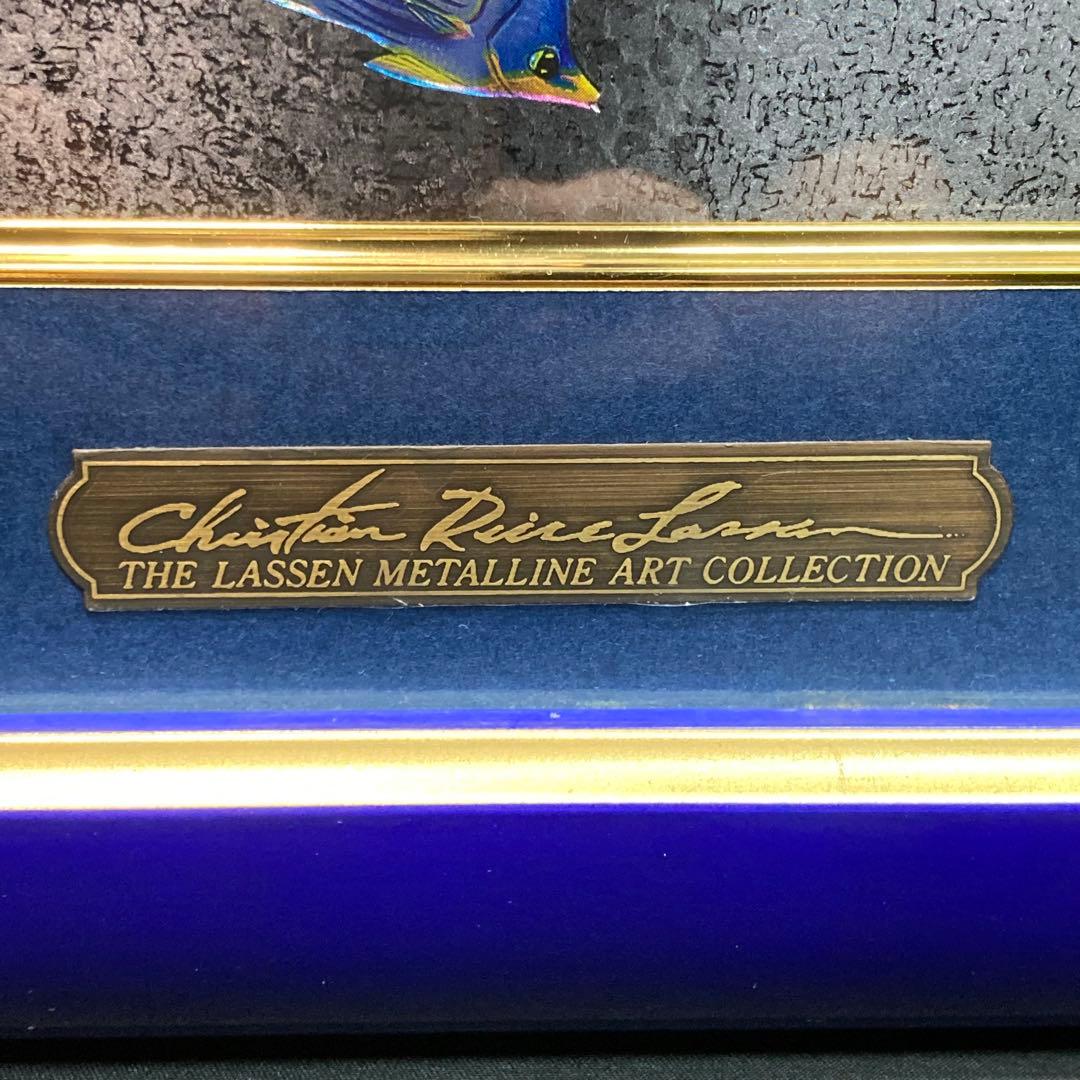 Christian Riese Lassen
THE LASSEN METALLINE ART COLLECTION